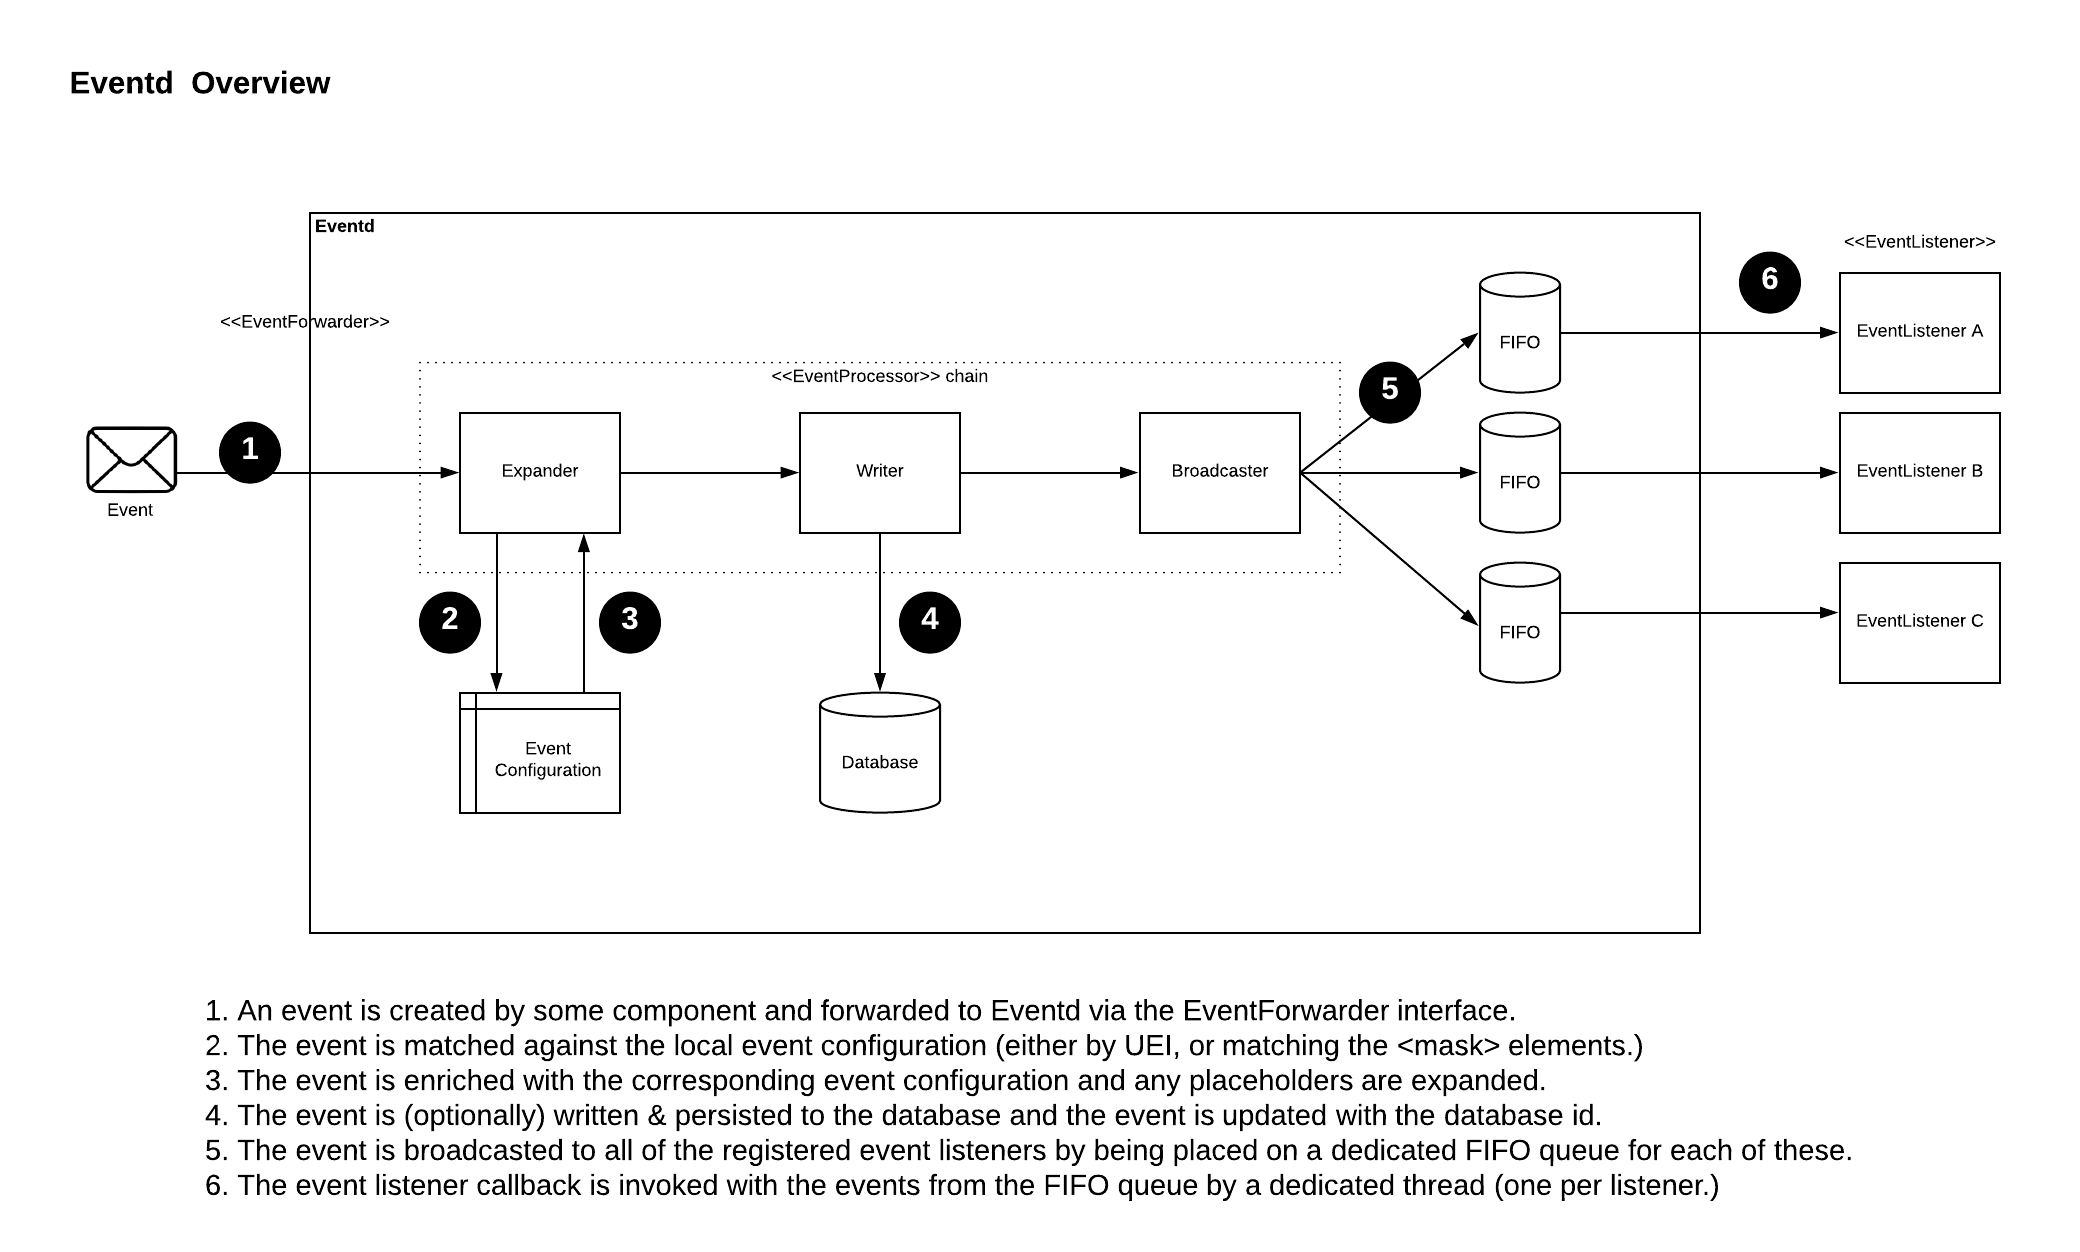 Eventd  Overview
Eventd
<<EventListener>>
6
<<EventForwarder>>
FIFO
EventListener A
<<EventProcessor>> chain
5
1
Expander
Writer
Broadcaster
FIFO
EventListener B
Event
2
3
4
FIFO
EventListener C
Event
Configuration
Database
1. An event is created by some component and forwarded to Eventd via the EventForwarder interface.
2. The event is matched against the local event configuration (either by UEI, or matching the <mask> elements.)
3. The event is enriched with the corresponding event configuration and any placeholders are expanded.
4. The event is (optionally) written & persisted to the database and the event is updated with the database id.
5. The event is broadcasted to all of the registered event listeners by being placed on a dedicated FIFO queue for each of these.
6. The event listener callback is invoked with the events from the FIFO queue by a dedicated thread (one per listener.)